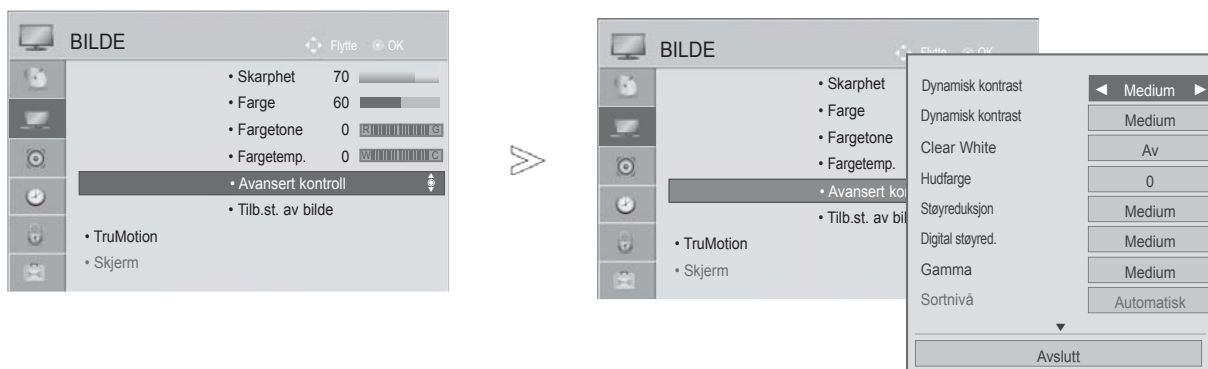 BILDE
Flytte OK
• Skarphet 70
• Farge 60
• Fargetone 0 R G
• Fargetemp. 0 W C
• Avansert kontroll
• Tilb.st. av bilde
• TruMotion
• Skjerm
BILDE
Flytte OK
• Skarphet
• Farge
• Fargetone
• Fargetemp.
• Avansert kon
• Tilb.st. av bil
• TruMotion
• Skjerm
Dynamisk kontrast ◄ Medium ►
Dynamisk kontrast Medium
Clear White Av
Hudfarge 0
Støyreduksjon Medium
Digital støyred. Medium
Gamma Medium
Sortnivå Automatisk
▼
Avslutt